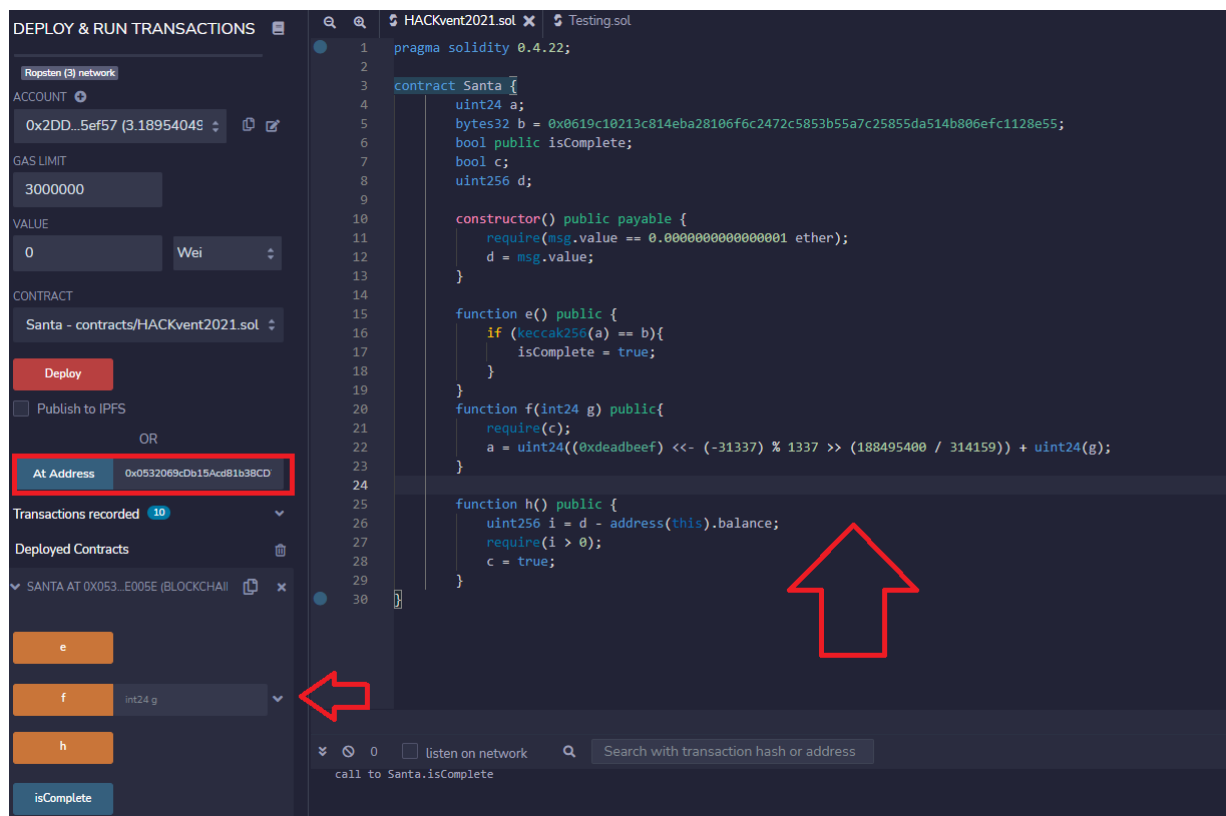 DEPLOY & RUN TRANSACTIONS
Ropsten (3) network
ACCOUNT
0x2DD...5ef57 (3.18954049
GAS LIMIT
3000000
VALUE
0 Wei
CONTRACT
Santa - contracts/HACKvent2021.sol
Deploy
Publish to IPFS
OR
At Address 0x0532069cDb15Acd81b38CD
Transactions recorded 10
Deployed Contracts
SANTA AT 0X053...E005E (BLOCKCHAI
e
f int24 g
h
isComplete
HACKvent2021.sol Testing.sol
1 pragma solidity 0.4.22;
2
3 contract Santa {
4 uint24 a;
5 bytes32 b = 0x0619c10213c814eba28106f6c2472c5853b55a7c25855da514b806efc1128e55;
6 bool public isComplete;
7 bool c;
8 uint256 d;
9
10 constructor() public payable {
11 require(msg.value == 0.0000000000000001 ether);
12 d = msg.value;
13 }
14
15 function e() public {
16 if (keccak256(a) == b){
17 isComplete = true;
18 }
19 }
20 function f(int24 g) public{
21 require(c);
22 a = uint24((0xdeadbeef) <<- (-31337) % 1337 >> (188495400 / 314159)) + uint24(g);
23 }
24
25 function h() public {
26 uint256 i = d - address(this).balance;
27 require(i > 0);
28 c = true;
29 }
30 }
0 listen on network Search with transaction hash or address
call to Santa.isComplete